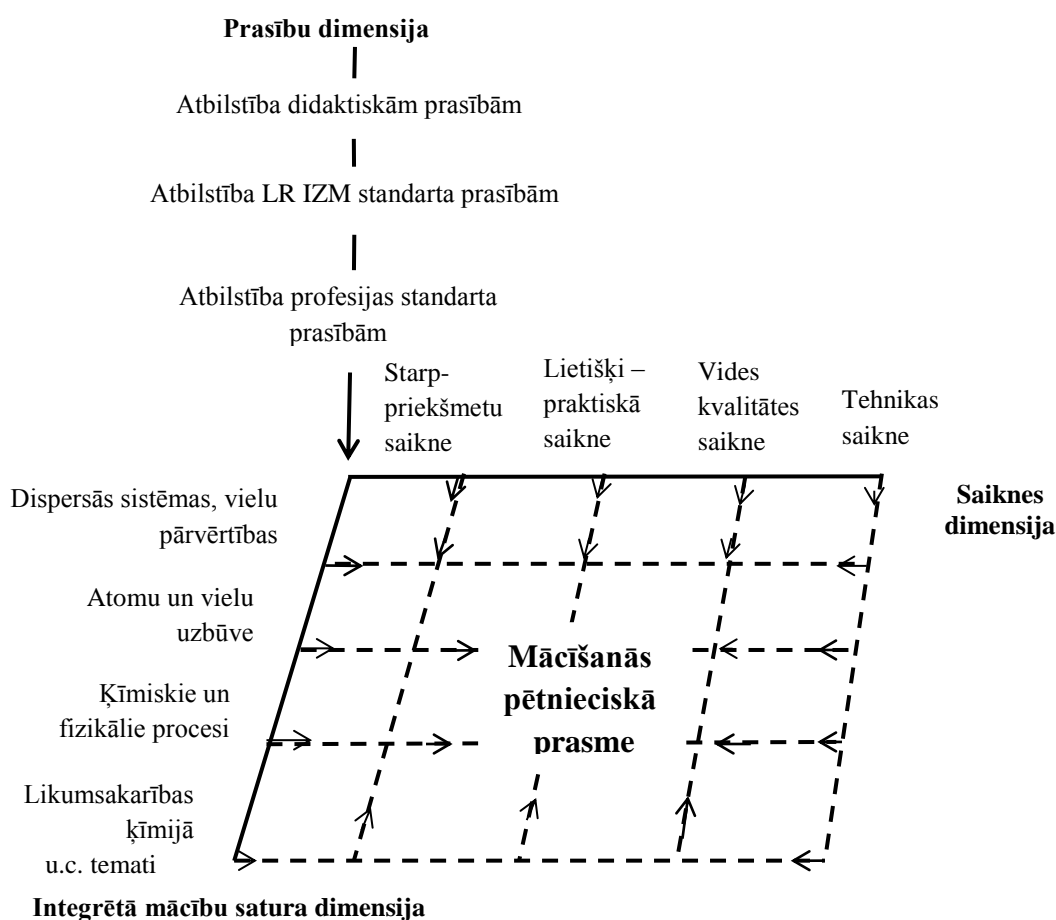 Prasību dimensija
Atbilstība didaktiskām prasībām
Atbilstība LR IZM standarta prasībām
Atbilstība profesijas standarta
prasībām
Starp-
priekšmetu
saikne
Lietišķi –
praktiskā
saikne
Vides
kvalitātes
saikne
Tehnikas
saikne
Saiknes
dimensija
Dispersās sistēmas, vielu
pārvērtības
Atomu un vielu
uzbūve
Ķīmiskie un
fizikālie procesi
Likumsakarības
ķīmijā
u.c. temati
Mācīšanās
pētnieciskā
prasme
Integrētā mācību satura dimensija